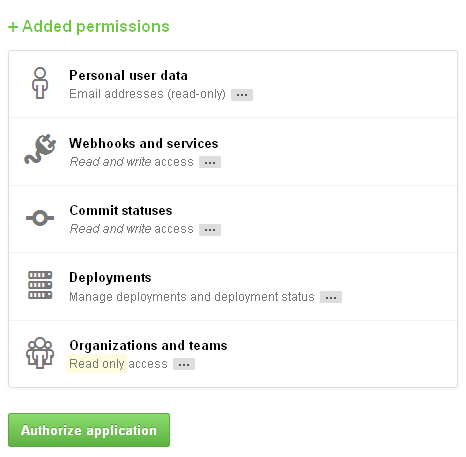 + Added permissions
Personal user data
Email addresses (read-only) ...
Webhooks and services
Read and write access ...
Commit statuses
Read and write access ...
Deployments
Manage deployments and deployment status ...
Organizations and teams
Read only access ...
Authorize application